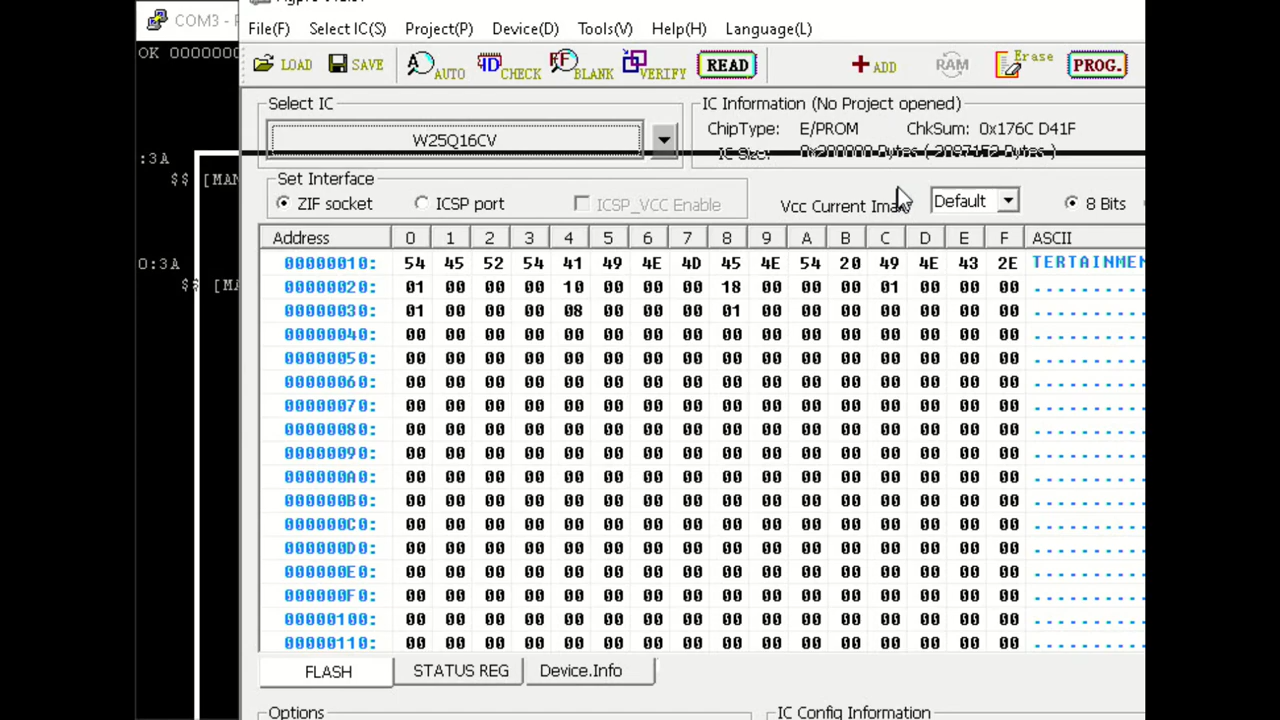 COM3 -
OK 0000000
:3A
$$ [MAN
O:3A
$$ [MA
File(F) Select IC(S) Project(P) Device(D) Tools(V) Help(H) Language(L)
LOAD SAVE AUTO CHECK BLANK VERIFY READ ADD RAM Erase PROG.
Select IC
W25Q16CV
IC Information (No Project opened)
ChipType: E/PROM ChkSum: 0x176C D41F
IC Size: 0x200000 Bytes ( 2097152 Bytes )
Set Interface
ZIF socket ICSP port ICSP_VCC Enable
Vcc Current Imax Default 8 Bits
Address 0 1 2 3 4 5 6 7 8 9 A B C D E F ASCII
00000010: 54 45 52 54 41 49 4E 4D 45 4E 54 20 49 4E 43 2E TERTAINMEN
00000020: 01 00 00 00 10 00 00 00 18 00 00 00 01 00 00 00 ..........
00000030: 01 00 00 00 08 00 00 00 01 00 00 00 00 00 00 00 ..........
00000040: 00 00 00 00 00 00 00 00 00 00 00 00 00 00 00 00 ..........
00000050: 00 00 00 00 00 00 00 00 00 00 00 00 00 00 00 00 ..........
00000060: 00 00 00 00 00 00 00 00 00 00 00 00 00 00 00 00 ..........
00000070: 00 00 00 00 00 00 00 00 00 00 00 00 00 00 00 00 ..........
00000080: 00 00 00 00 00 00 00 00 00 00 00 00 00 00 00 00 ..........
00000090: 00 00 00 00 00 00 00 00 00 00 00 00 00 00 00 00 ..........
000000A0: 00 00 00 00 00 00 00 00 00 00 00 00 00 00 00 00 ..........
000000B0: 00 00 00 00 00 00 00 00 00 00 00 00 00 00 00 00 ..........
000000C0: 00 00 00 00 00 00 00 00 00 00 00 00 00 00 00 00 ..........
000000D0: 00 00 00 00 00 00 00 00 00 00 00 00 00 00 00 00 ..........
000000E0: 00 00 00 00 00 00 00 00 00 00 00 00 00 00 00 00 ..........
000000F0: 00 00 00 00 00 00 00 00 00 00 00 00 00 00 00 00 ..........
00000100: 00 00 00 00 00 00 00 00 00 00 00 00 00 00 00 00 ..........
00000110: 00 00 00 00 00 00 00 00 00 00 00 00 00 00 00 00 ..........
FLASH STATUS REG Device.Info
Options IC Config Information